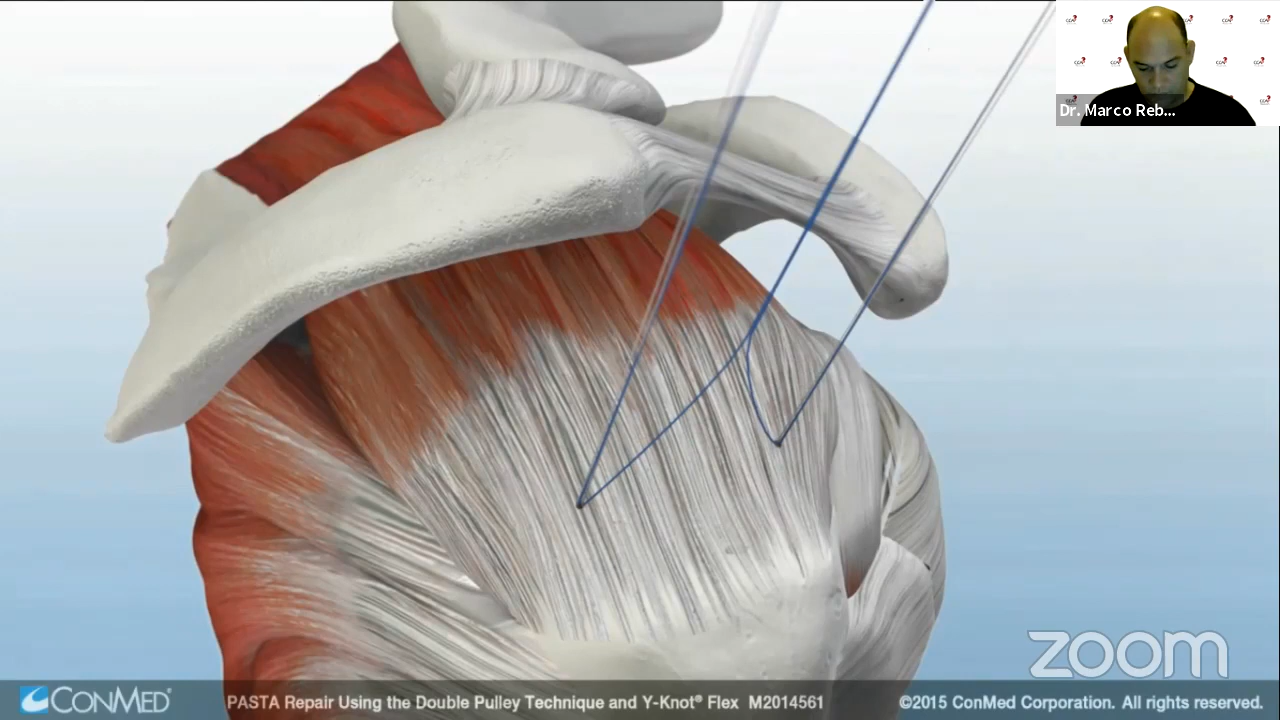 Dr. Marco Reb...
zoom
CONMED® PASTA Repair Using the Double Pulley Technique and Y-Knot® Flex M2014561 ©2015 ConMed Corporation. All rights reserved.